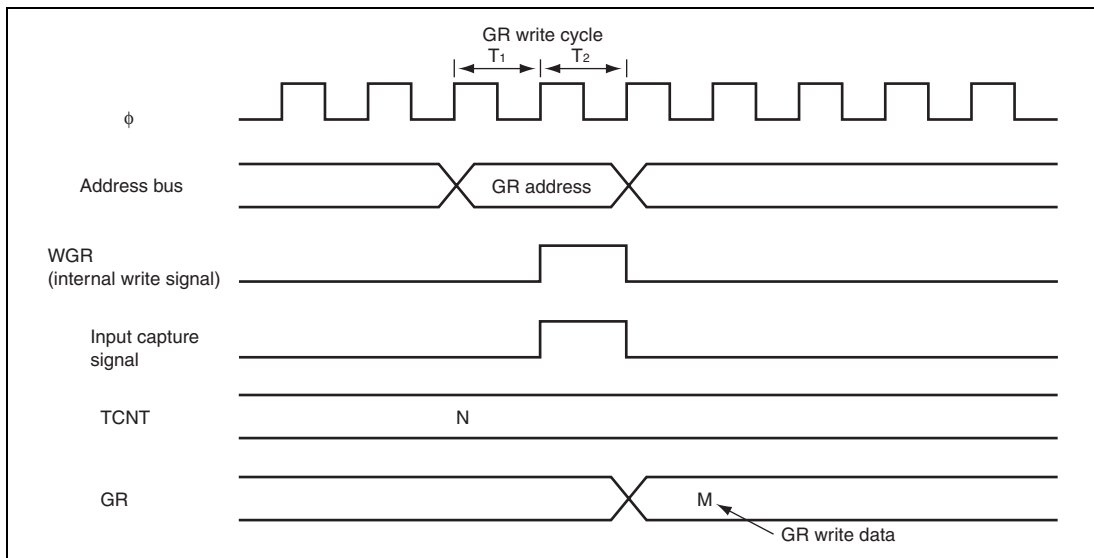 GR write cycle
T1 T2
ϕ
Address bus
GR address
WGR
(internal write signal)
Input capture
signal
TCNT
N
GR
M
GR write data